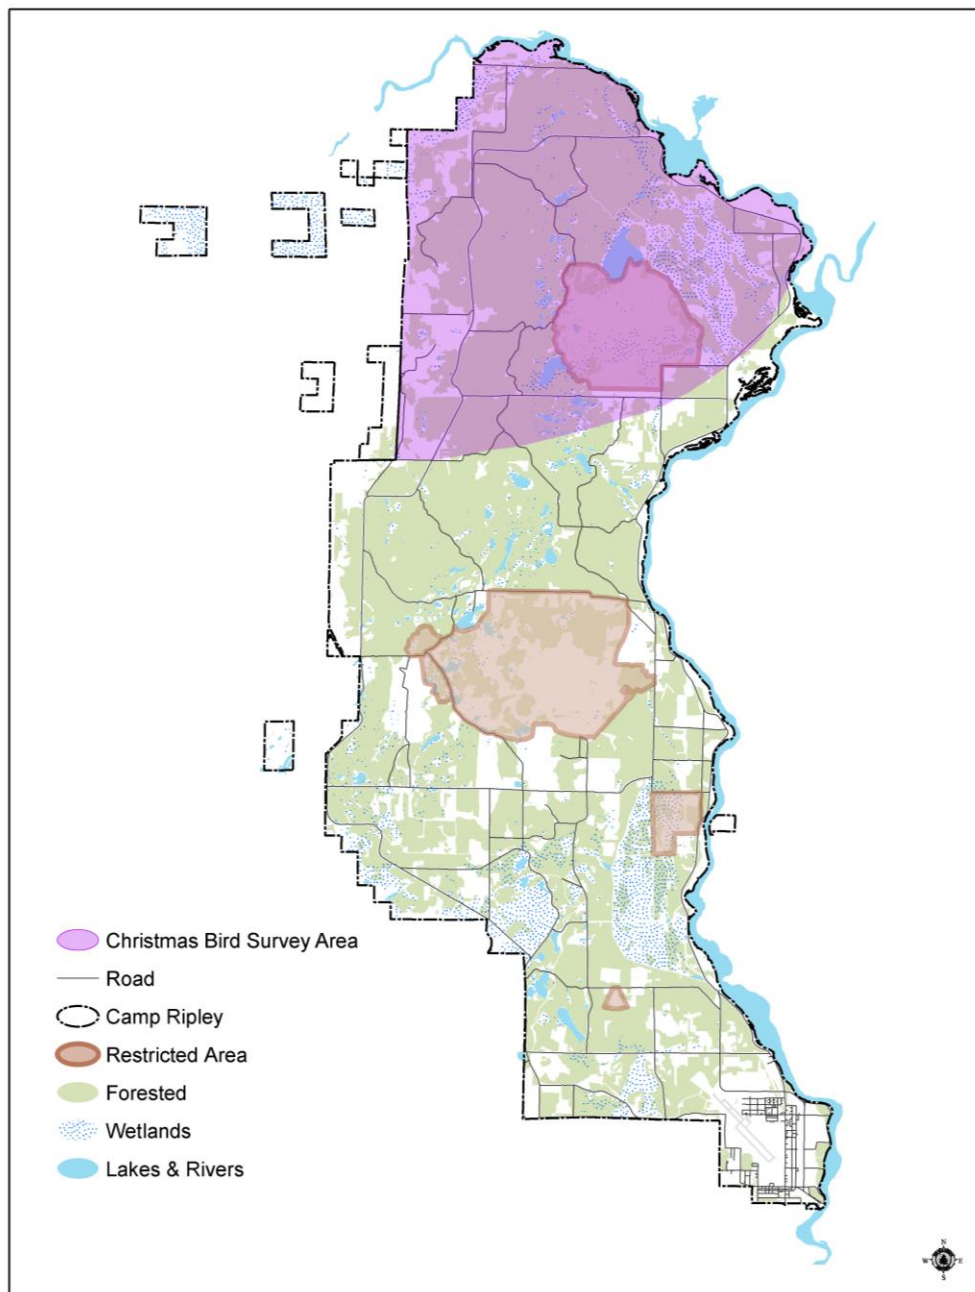 Christmas Bird Survey Area
Road
Camp Ripley
Restricted Area
Forested
Wetlands
Lakes & Rivers
N
W E
S